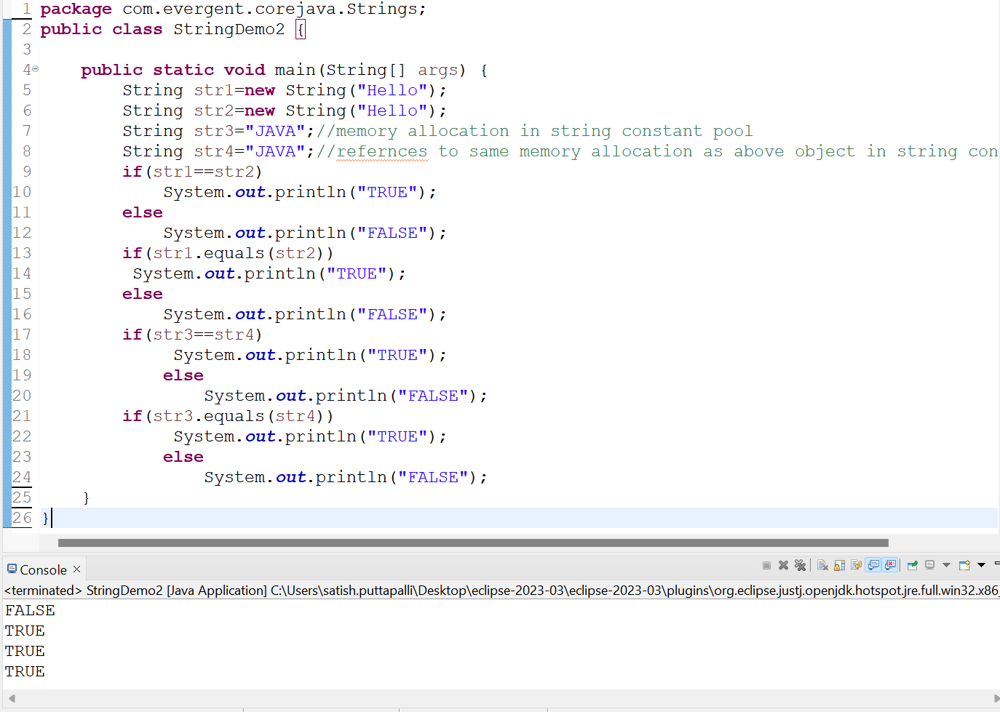 1 package com.evergent.corejava.Strings;
2 public class StringDemo2 {
3
4 public static void main(String[] args) {
5 String str1=new String("Hello");
6 String str2=new String("Hello");
7 String str3="JAVA";//memory allocation in string constant pool
8 String str4="JAVA";//refernces to same memory allocation as above object in string con
9 if(str1==str2)
10 System.out.println("TRUE");
11 else
12 System.out.println("FALSE");
13 if(str1.equals(str2))
14 System.out.println("TRUE");
15 else
16 System.out.println("FALSE");
17 if(str3==str4)
18 System.out.println("TRUE");
19 else
20 System.out.println("FALSE");
21 if(str3.equals(str4))
22 System.out.println("TRUE");
23 else
24 System.out.println("FALSE");
25 }
26 }
Console
<terminated> StringDemo2 [Java Application] C:\Users\satish.puttapalli\Desktop\eclipse-2023-03\eclipse-2023-03\plugins\org.eclipse.justj.openjdk.hotspot.jre.full.win32.x86_
FALSE
TRUE
TRUE
TRUE